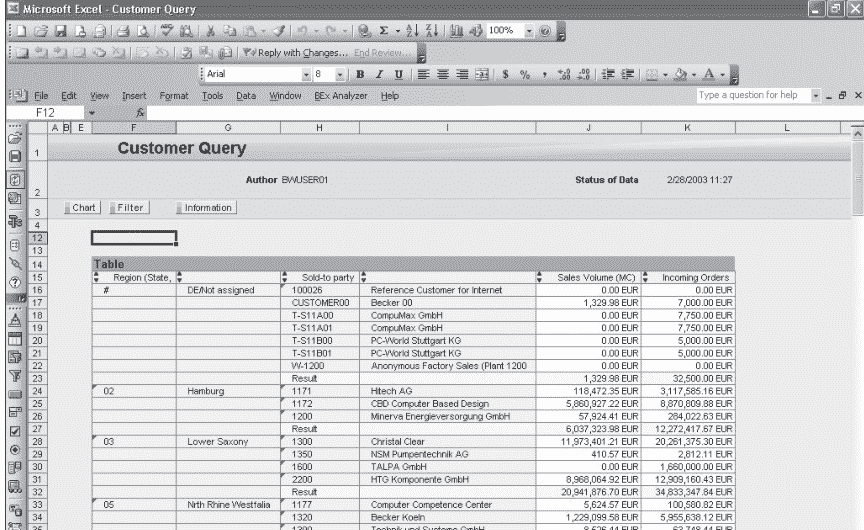 Microsoft Excel - Customer Query
100%
Reply with Changes... End Review...
Arial 8 B I U $ % ,
File Edit View Insert Format Tools Data Window BEx Analyzer Help Type a question for help
F12 fx
A B E F G H I J K L
1 Customer Query
2 Author BWUSER01 Status of Data 2/28/2003 11:27
3 Chart Filter Information
4
12
13
14 Table
15 Region (State, Sold-to party Sales Volume (MC) Incoming Orders
16 # DE/Not assigned 100026 Reference Customer for Internet 0.00 EUR 0.00 EUR
17 CUSTOMER00 Becker 00 1,329.98 EUR 7,000.00 EUR
18 T-S11A00 CompuMax GmbH 0.00 EUR 7,750.00 EUR
19 T-S11A01 CompuMax GmbH 0.00 EUR 7,750.00 EUR
20 T-S11B00 PC-World Stuttgart KG 0.00 EUR 5,000.00 EUR
21 T-S11B01 PC-World Stuttgart KG 0.00 EUR 5,000.00 EUR
22 W-1200 Anonymous Factory Sales (Plant 1200 0.00 EUR 0.00 EUR
23 Result 1,329.98 EUR 32,500.00 EUR
24 02 Hamburg 1171 Hitech AG 118,472.35 EUR 3,117,585.16 EUR
25 1172 CBD Computer Based Design 5,860,927.22 EUR 8,870,809.88 EUR
26 1200 Minerva Energieversorgung GmbH 57,924.41 EUR 284,022.63 EUR
27 Result 6,037,323.98 EUR 12,272,417.67 EUR
28 03 Lower Saxony 1300 Christal Clear 11,973,401.21 EUR 20,261,375.30 EUR
29 1350 NSM Pumpentechnik AG 410.57 EUR 2,812.11 EUR
30 1600 TALPA GmbH 0.00 EUR 1,660,000.00 EUR
31 2200 HTG Komponente GmbH 8,968,064.92 EUR 12,909,160.43 EUR
32 Result 20,941,876.70 EUR 34,833,347.84 EUR
33 05 Nrth Rhine Westfalia 1177 Computer Competence Center 5,624.57 EUR 100,580.82 EUR
34 1320 Becker Koeln 1,229,099.58 EUR 5,955,638.12 EUR